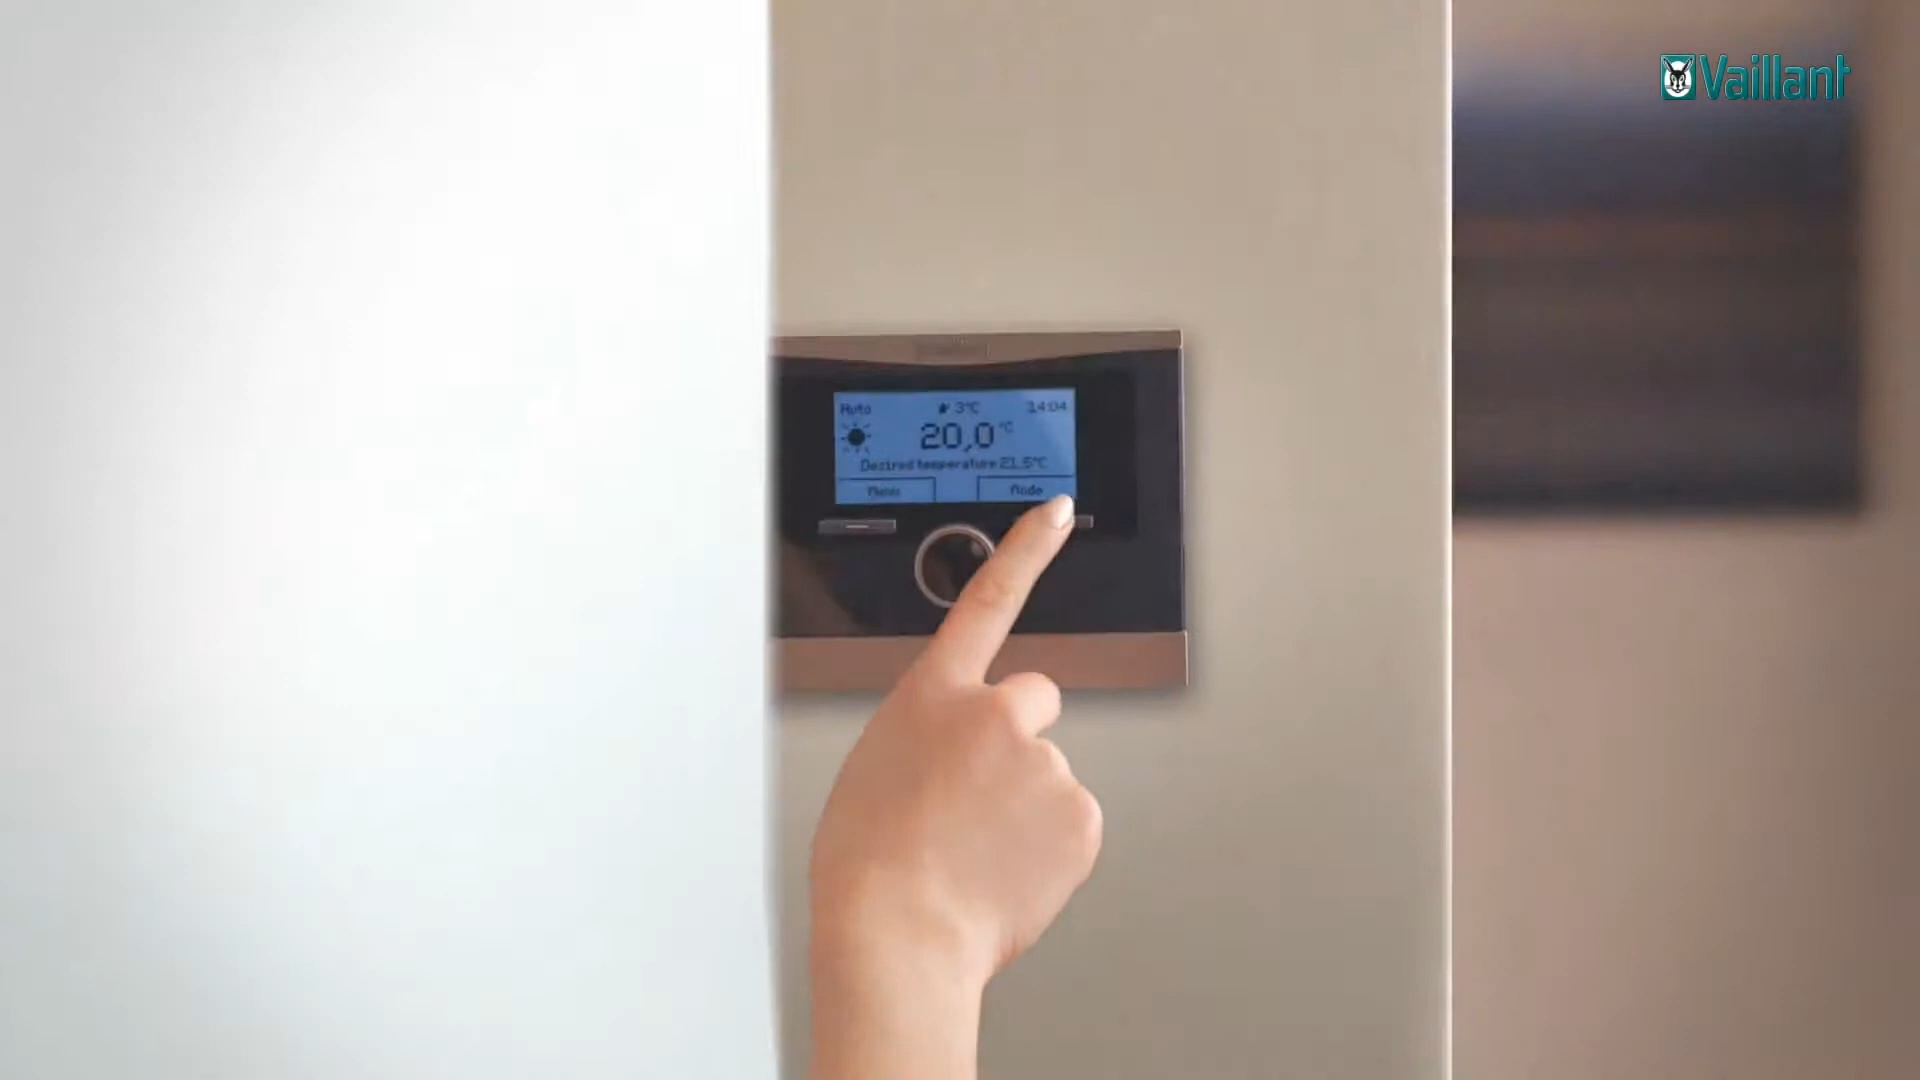 Vaillant
Auto 3°C 14:04
20,0 °C
Desired temperature 21,5°C
Menu Mode